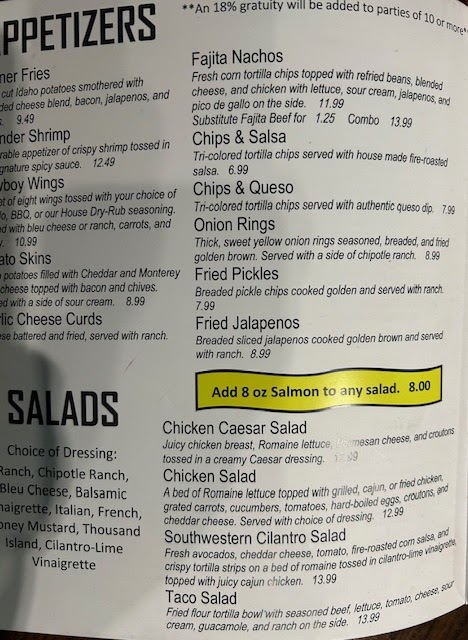 **An 18% gratuity will be added to parties of 10 or more
PPETIZERS
ner Fries
cut Idaho potatoes smothered with
ded cheese blend, bacon, jalapenos, and
s. 9.49
nder Shrimp
rable appetizer of crispy shrimp tossed in
gnature spicy sauce. 12.49
wboy Wings
et of eight wings tossed with your choice of
lo, BBQ, or our House Dry-Rub seasoning.
ed with bleu cheese or ranch, carrots, and
y. 10.99
ato Skins
potatoes filled with Cheddar and Monterey
cheese topped with bacon and chives.
ed with a side of sour cream. 8.99
rlic Cheese Curds
ese battered and fried, served with ranch.
Fajita Nachos
Fresh corn tortilla chips topped with refried beans, blended
cheese, and chicken with lettuce, sour cream, jalapenos, and
pico de gallo on the side. 11.99
Substitute Fajita Beef for 1.25 Combo 13.99
Chips & Salsa
Tri-colored tortilla chips served with house made fire-roasted
salsa. 6.99
Chips & Queso
Tri-colored tortilla chips served with authentic queso dip. 7.99
Onion Rings
Thick, sweet yellow onion rings seasoned, breaded, and fried
golden brown. Served with a side of chipotle ranch. 8.99
Fried Pickles
Breaded pickle chips cooked golden and served with ranch.
7.99
Fried Jalapenos
Breaded sliced jalapenos cooked golden brown and served
with ranch. 8.99
Add 8 oz Salmon to any salad. 8.00
SALADS
Choice of Dressing:
Ranch, Chipotle Ranch,
Bleu Cheese, Balsamic
naigrette, Italian, French,
oney Mustard, Thousand
Island, Cilantro-Lime
Vinaigrette
Chicken Caesar Salad
Juicy chicken breast, Romaine lettuce, Parmesan cheese, and croutons
tossed in a creamy Caesar dressing.
Chicken Salad
A bed of Romaine lettuce topped with grilled, cajun, or fried chicken,
grated carrots, cucumbers, tomatoes, hard-boiled eggs, croutons, and
cheddar cheese. Served with choice of dressing. 12.99
Southwestern Cilantro Salad
Fresh avocados, cheddar cheese, tomato, fire-roasted corn salsa, and
crispy tortilla strips on a bed of romaine tossed in cilantro-lime vinaigrette,
topped with juicy cajun chicken. 13.99
Taco Salad
Fried flour tortilla bowl with seasoned beef, lettuce, tomato, cheese, sour
cream, guacamole, and ranch on the side. 13.99